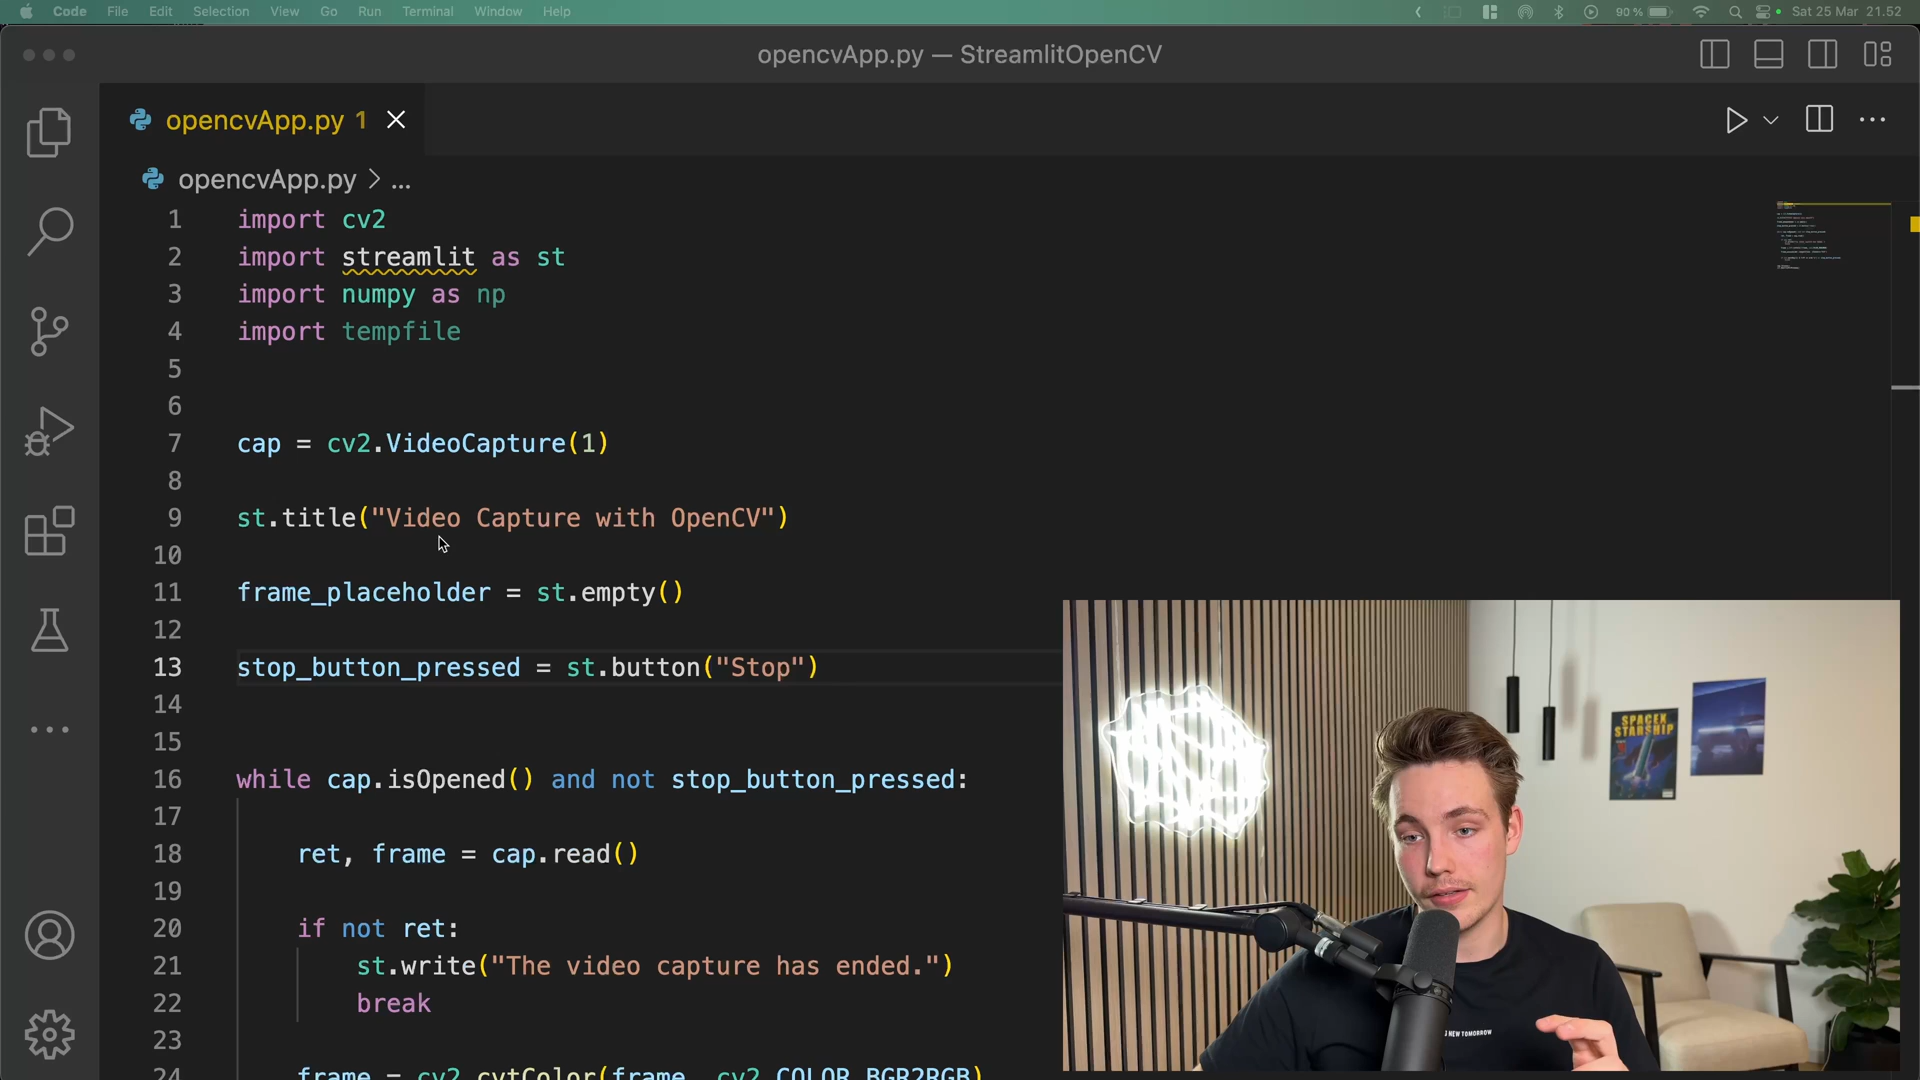 Code File Edit Selection View Go Run Terminal Window Help 90 % Sat 25 Mar 21.52
opencvApp.py — StreamlitOpenCV
opencvApp.py 1
opencvApp.py > ...
1 import cv2
2 import streamlit as st
3 import numpy as np
4 import tempfile
5
6
7 cap = cv2.VideoCapture(1)
8
9 st.title("Video Capture with OpenCV")
10
11 frame_placeholder = st.empty()
12
13 stop_button_pressed = st.button("Stop")
14
15
16 while cap.isOpened() and not stop_button_pressed:
17
18 ret, frame = cap.read()
19
20 if not ret:
21 st.write("The video capture has ended.")
22 break
23
24 frame = cv2.cvtColor(frame, cv2.COLOR_BGR2RGB)
SPACEX
STARSHIP
NEW TOMORROW